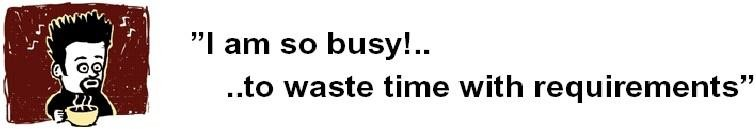 ”I am so busy!..
..to waste time with requirements”